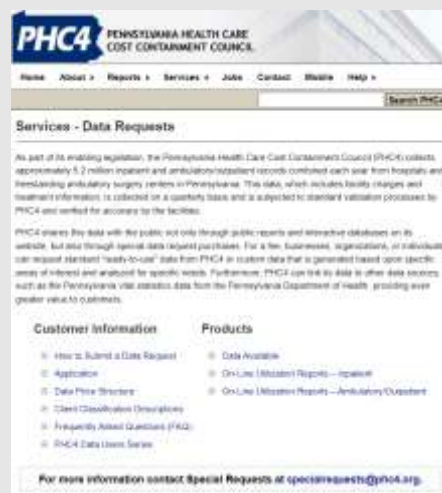 PHC4 PENNSYLVANIA HEALTH CARE
COST CONTAINMENT COUNCIL
Home About Reports Services Jobs Contact Mobile Help
Search PHC4
Services - Data Requests
As part of its enabling legislation, the Pennsylvania Health Care Cost Containment Council (PHC4) collects
approximately 5.2 million inpatient and ambulatory/outpatient records combined each year from hospitals and
freestanding ambulatory surgery centers in Pennsylvania. This data, which includes facility charges and
treatment information, is collected on a quarterly basis and is subjected to standard validation processes by
PHC4 and verified for accuracy by the facilities.
PHC4 shares this data with the public not only through public reports and interactive databases on its
website, but also through special data request purchases. For a fee, businesses, organizations, or individuals
can request standard "ready-to-use" data from PHC4 or custom data that is generated based upon specific
areas of interest and analyzed for specific needs. Furthermore, PHC4 can link its data to other data sources,
such as the Pennsylvania vital statistics data from the Pennsylvania Department of Health, providing even
greater value to customers.
Customer Information
How to Submit a Data Request
Application
Data Price Structure
Client Classification Descriptions
Frequently Asked Questions (FAQ)
PHC4 Data Users Series
Products
Data Available
On-Line Utilization Reports – Inpatient
On-Line Utilization Reports – Ambulatory/Outpatient
For more information contact Special Requests at specialrequests@phc4.org.